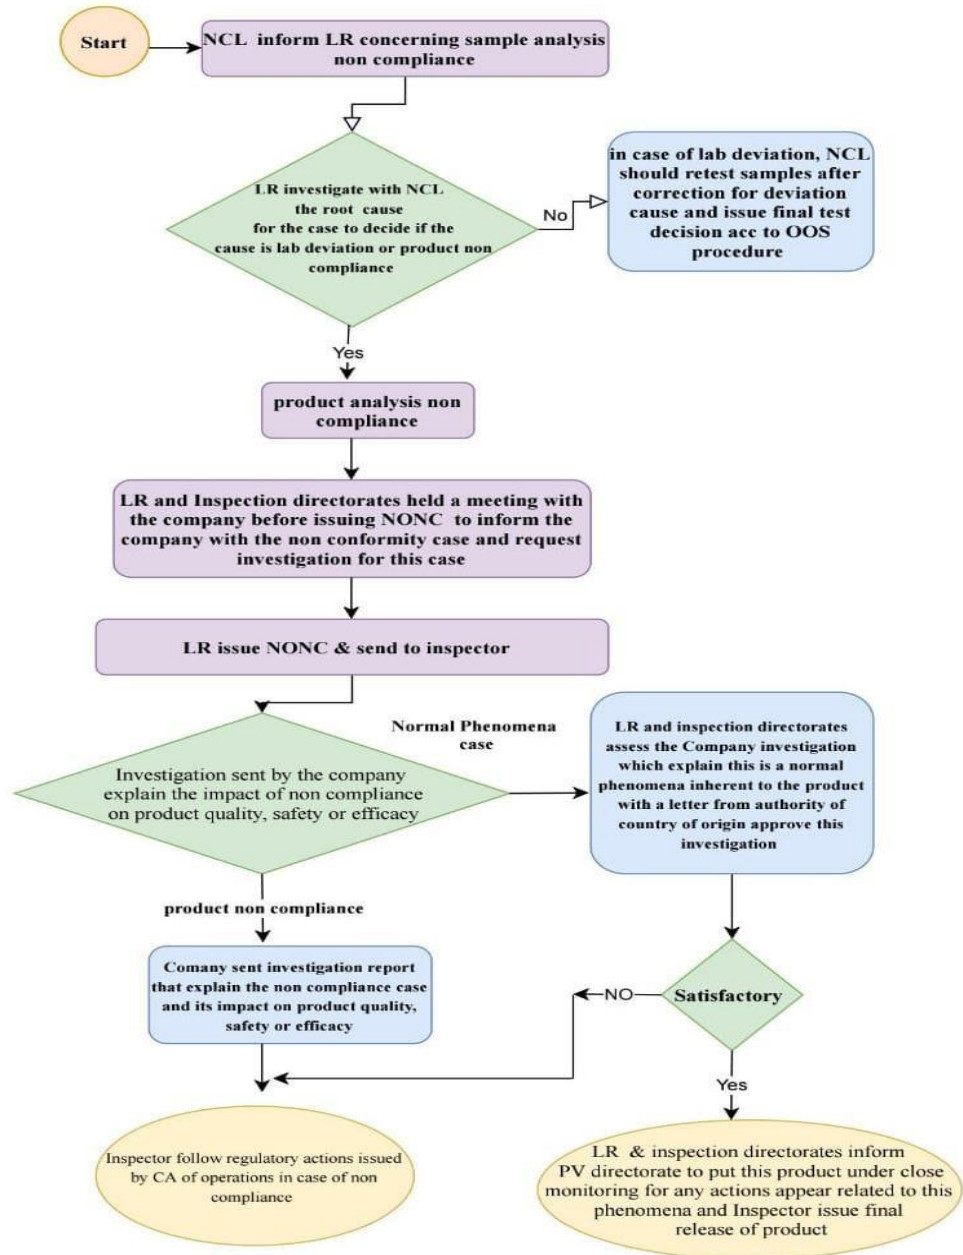 Start
NCL inform LR concerning sample analysis
non compliance
LR investigate with NCL
the root cause
for the case to decide if the
cause is lab deviation or product non
compliance
No
in case of lab deviation, NCL
should retest samples after
correction for deviation
cause and issue final test
decision acc to OOS
procedure
Yes
product analysis non
compliance
LR and Inspection directorates held a meeting with
the company before issuing NONC to inform the
company with the non conformity case and request
investigation for this case
LR issue NONC & send to inspector
Normal Phenomena
case
Investigation sent by the company
explain the impact of non compliance
on product quality, safety or efficacy
LR and inspection directorates
assess the Company investigation
which explain this is a normal
phenomena inherent to the product
with a letter from authority of
country of origin approve this
investigation
product non compliance
Comany sent investigation report
that explain the non compliance case
and its impact on product quality,
safety or efficacy
NO
Satisfactory
Yes
Inspector follow regulatory actions issued
by CA of operations in case of non
compliance
LR & inspection directorates inform
PV directorate to put this product under close
monitoring for any actions appear related to this
phenomena and Inspector issue final
release of product